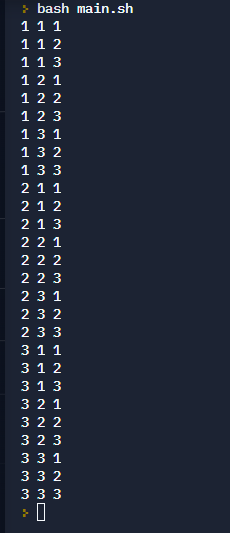 > bash main.sh
1 1 1
1 1 2
1 1 3
1 2 1
1 2 2
1 2 3
1 3 1
1 3 2
1 3 3
2 1 1
2 1 2
2 1 3
2 2 1
2 2 2
2 2 3
2 3 1
2 3 2
2 3 3
3 1 1
3 1 2
3 1 3
3 2 1
3 2 2
3 2 3
3 3 1
3 3 2
3 3 3
>